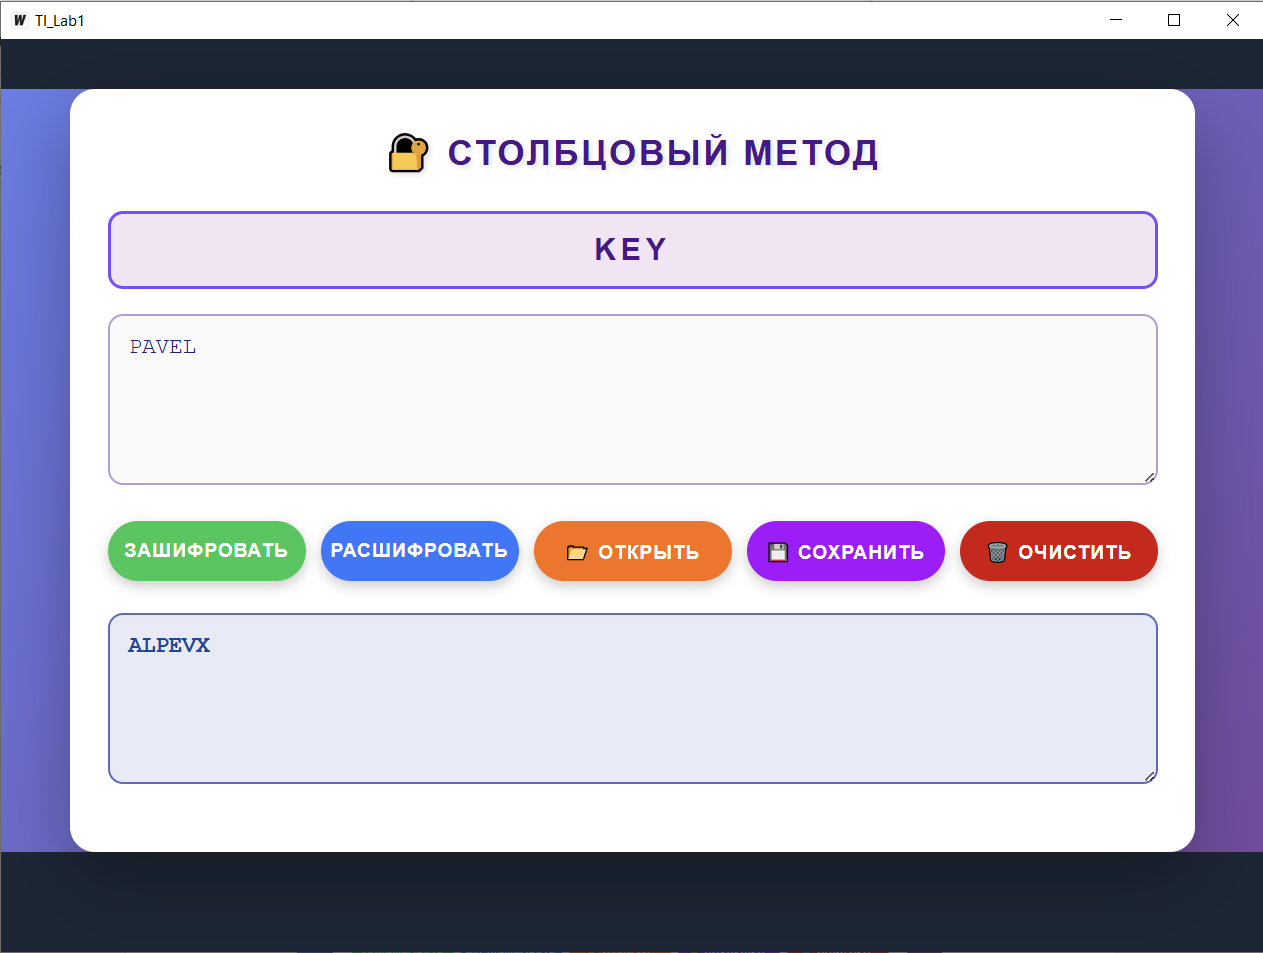 TI_Lab1
СТОЛБЦОВЫЙ МЕТОД
KEY
PAVEL
ЗАШИФРОВАТЬ РАСШИФРОВАТЬ ОТКРЫТЬ СОХРАНИТЬ ОЧИСТИТЬ
ALPEVX